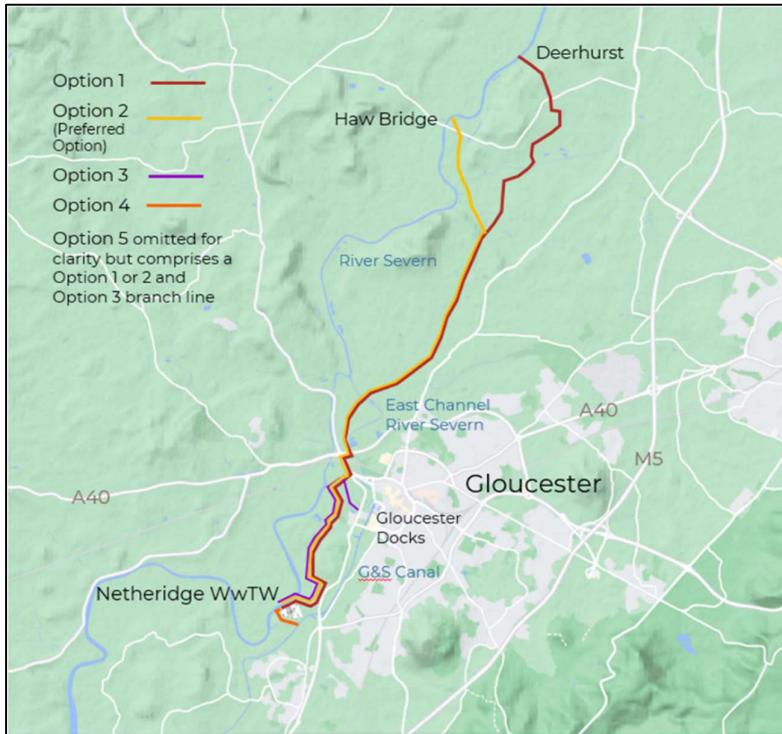 Deerhurst
Option 1
Option 2
(Preferred
Option)
Haw Bridge
Option 3
Option 4
Option 5 omitted for
clarity but comprises a
Option 1 or 2 and
Option 3 branch line
River Severn
East Channel
River Severn
A40
M5
Gloucester
A40
Gloucester
Docks
G&S Canal
Netheridge WwTW